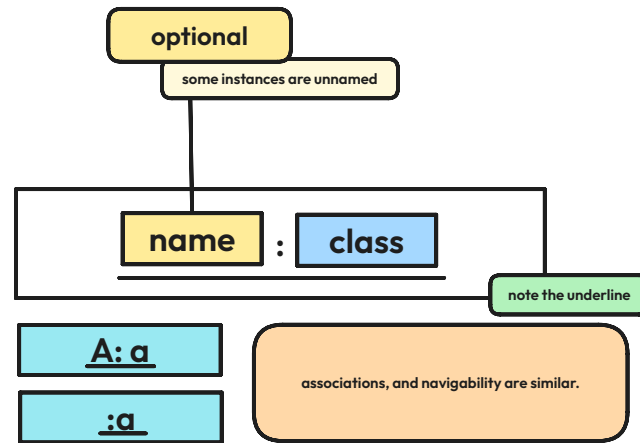 optional
some instances are unnamed
name : class
note the underline
A: a
:a
associations, and navigability are similar.